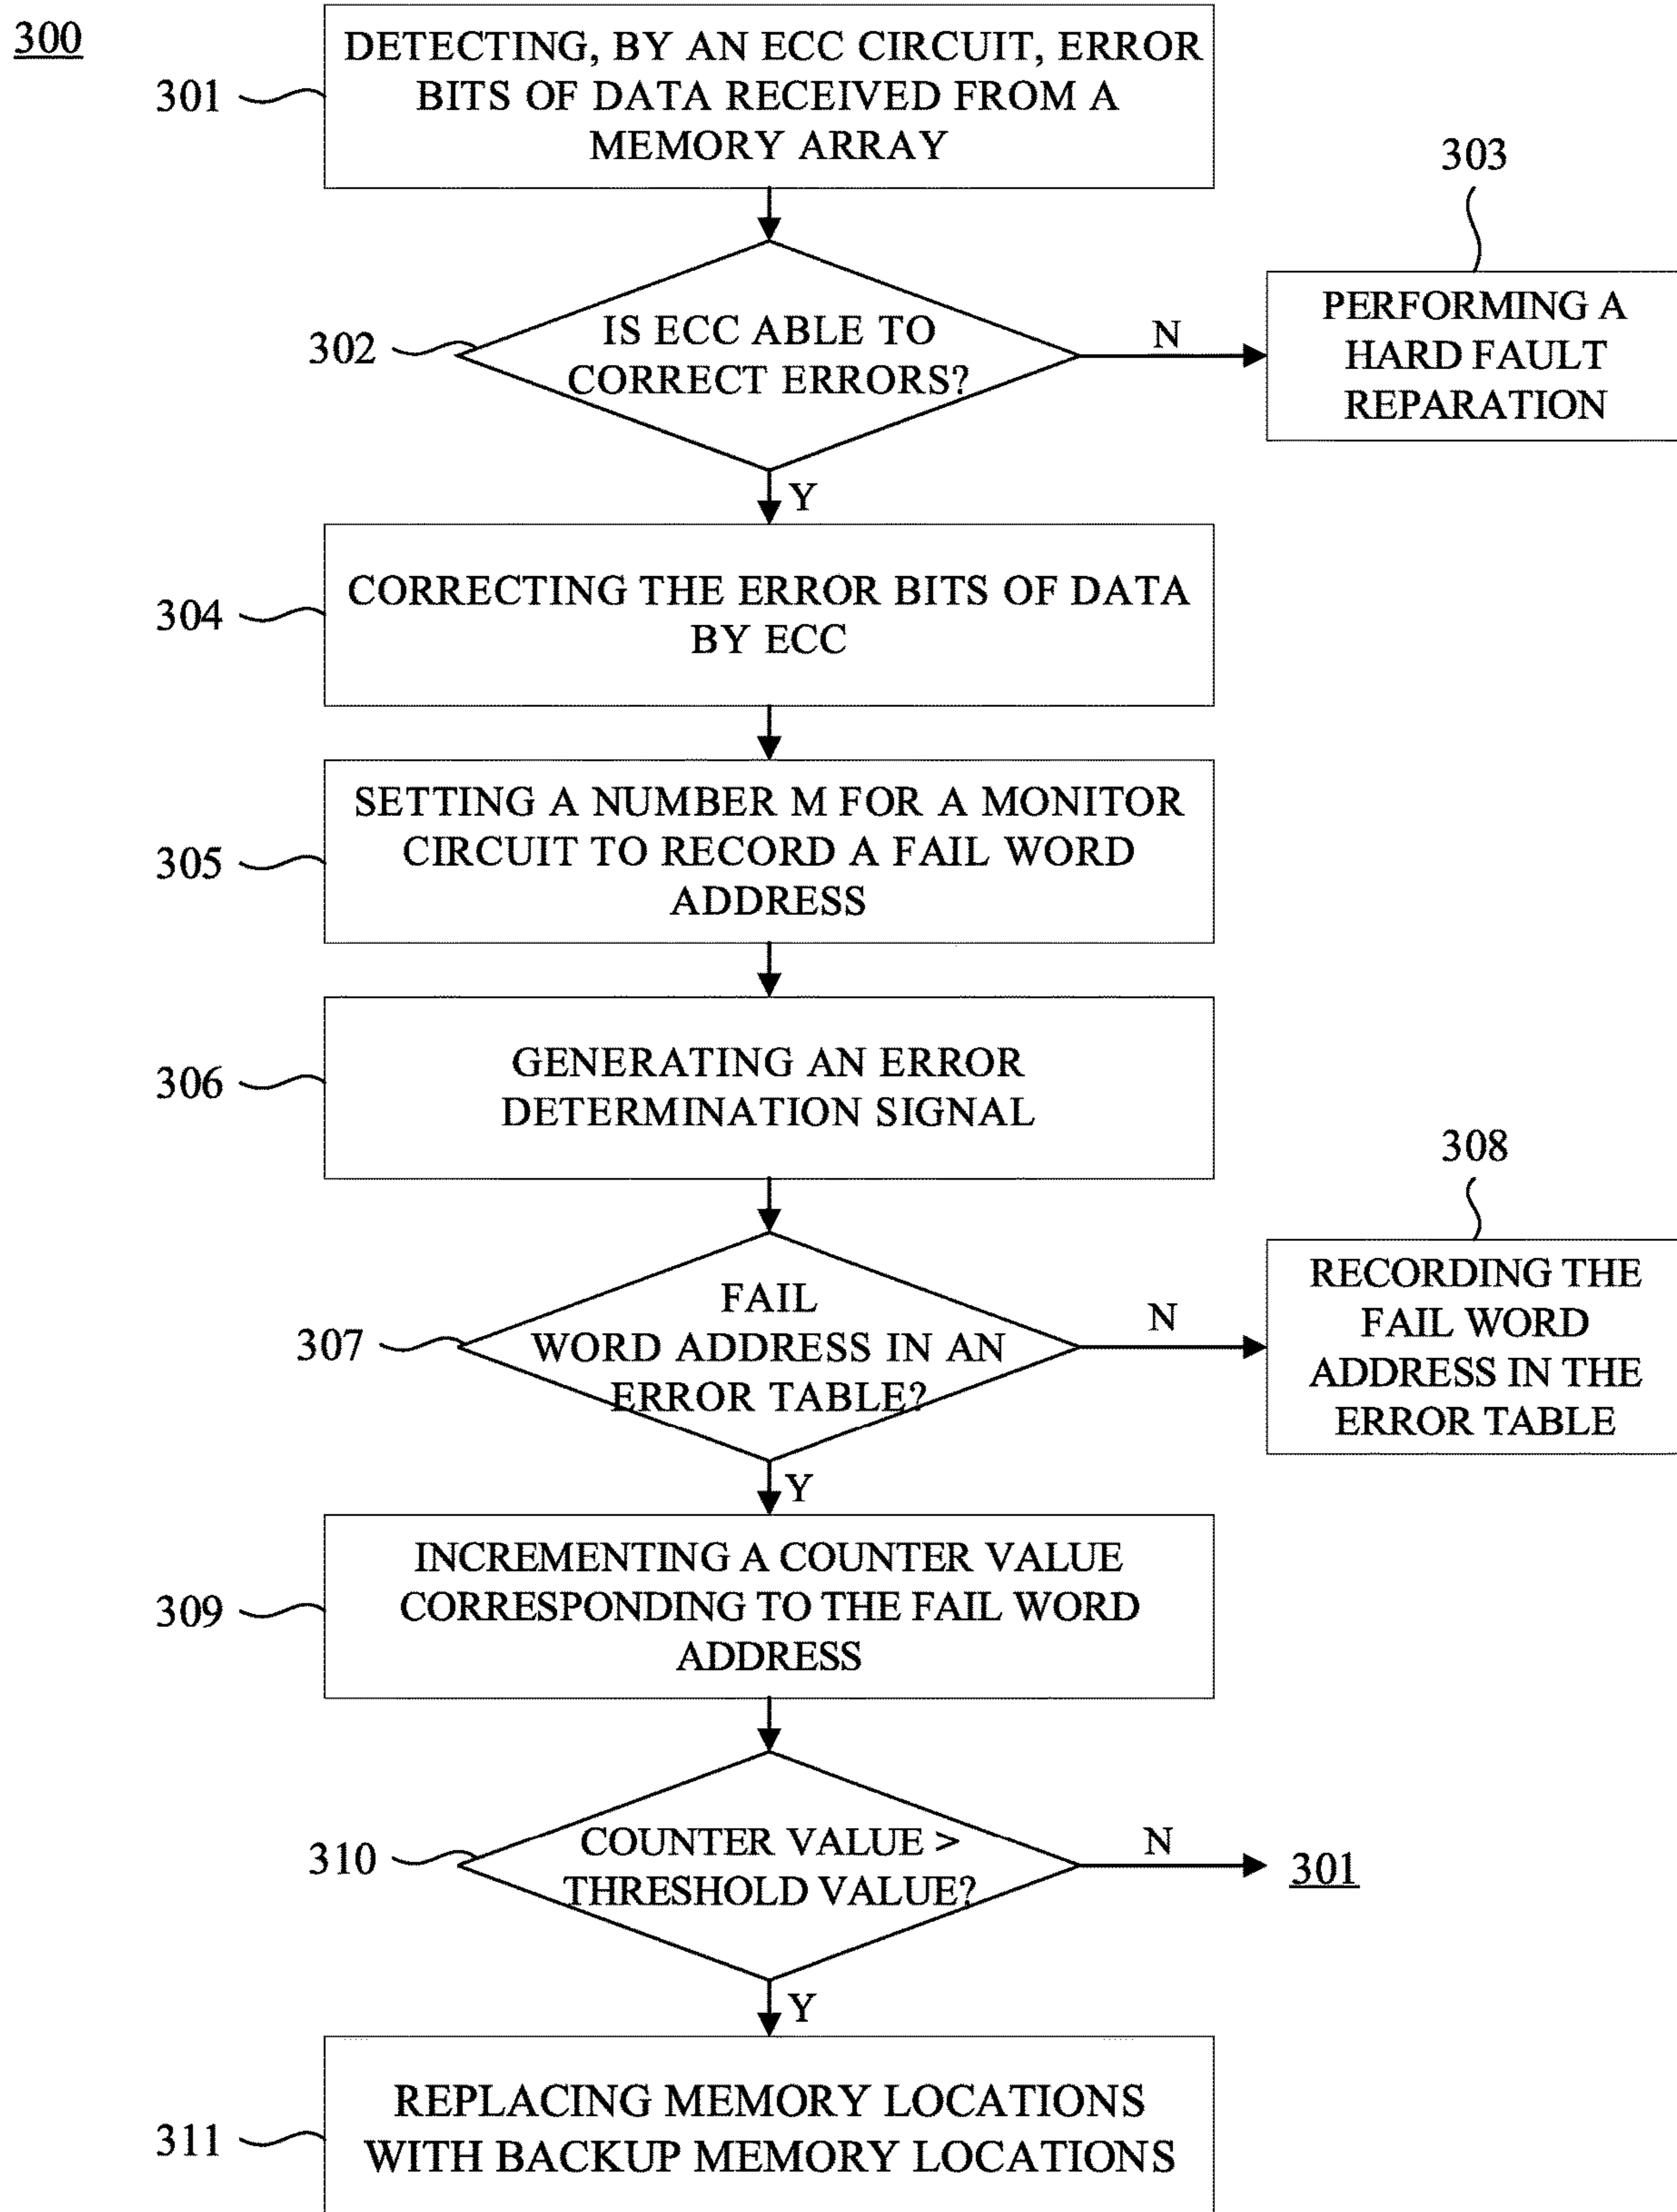 300
301
DETECTING, BY AN ECC CIRCUIT, ERROR
BITS OF DATA RECEIVED FROM A
MEMORY ARRAY
302
IS ECC ABLE TO
CORRECT ERRORS?
N
303
PERFORMING A
HARD FAULT
REPARATION
Y
304
CORRECTING THE ERROR BITS OF DATA
BY ECC
305
SETTING A NUMBER M FOR A MONITOR
CIRCUIT TO RECORD A FAIL WORD
ADDRESS
306
GENERATING AN ERROR
DETERMINATION SIGNAL
307
FAIL
WORD ADDRESS IN AN
ERROR TABLE?
N
308
RECORDING THE
FAIL WORD
ADDRESS IN THE
ERROR TABLE
Y
309
INCREMENTING A COUNTER VALUE
CORRESPONDING TO THE FAIL WORD
ADDRESS
310
COUNTER VALUE >
THRESHOLD VALUE?
N
301
Y
311
REPLACING MEMORY LOCATIONS
WITH BACKUP MEMORY LOCATIONS